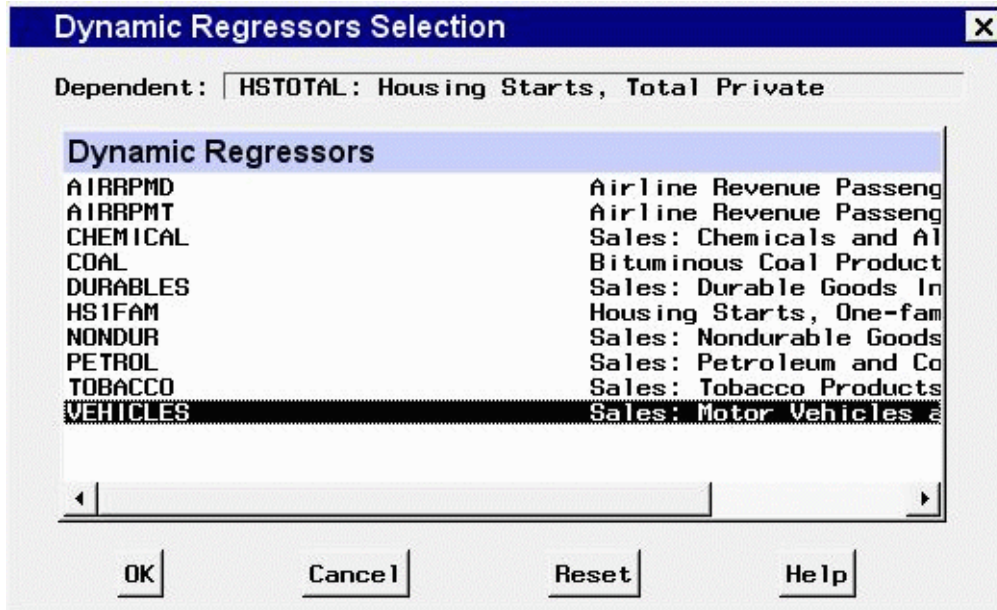 Dynamic Regressors Selection
Dependent: HSTOTAL: Housing Starts, Total Private
Dynamic Regressors
AIRRPMD Airline Revenue Passeng
AIRRPMT Airline Revenue Passeng
CHEMICAL Sales: Chemicals and Al
COAL Bituminous Coal Product
DURABLES Sales: Durable Goods In
HS1FAM Housing Starts, One-fam
NONDUR Sales: Nondurable Goods
PETROL Sales: Petroleum and Co
TOBACCO Sales: Tobacco Products
VEHICLES Sales: Motor Vehicles a
OK Cancel Reset Help